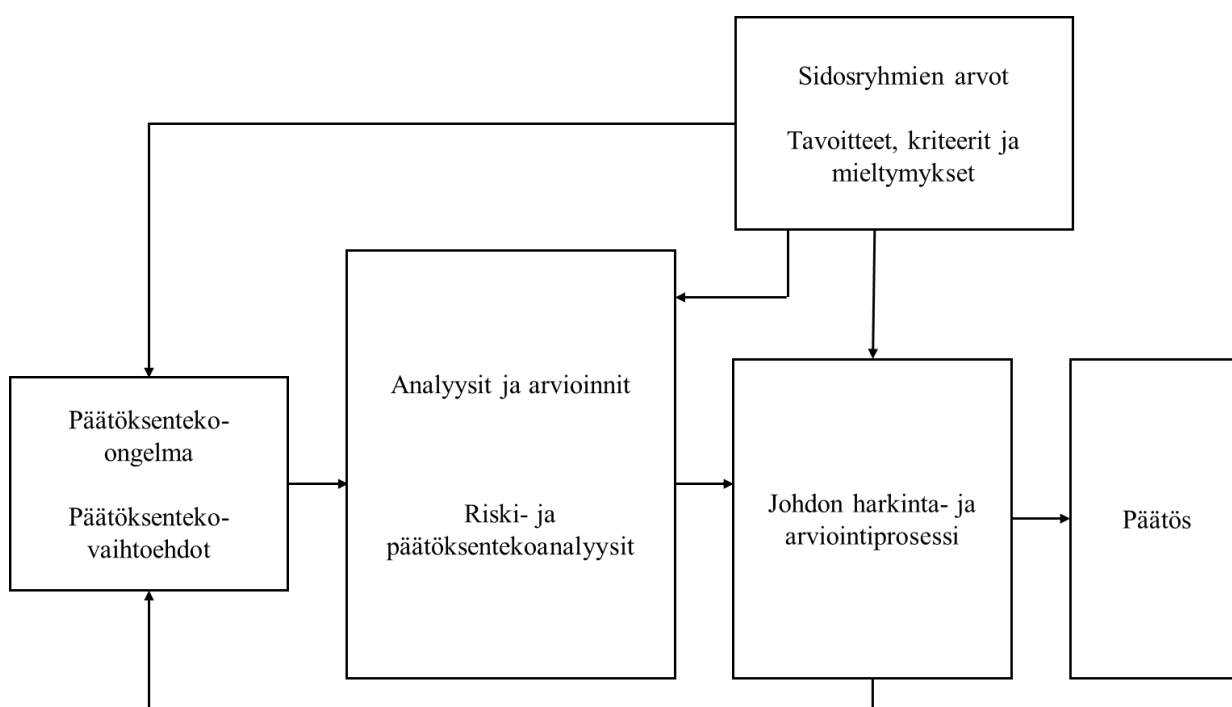 Sidosryhmien arvot
Tavoitteet, kriteerit ja
mieltymykset
Päätöksenteko-
ongelma
Päätöksenteko-
vaihtoehdot
Analyysit ja arvioinnit
Riski- ja
päätöksentekoanalyysit
Johdon harkinta- ja
arviointiprosessi
Päätös